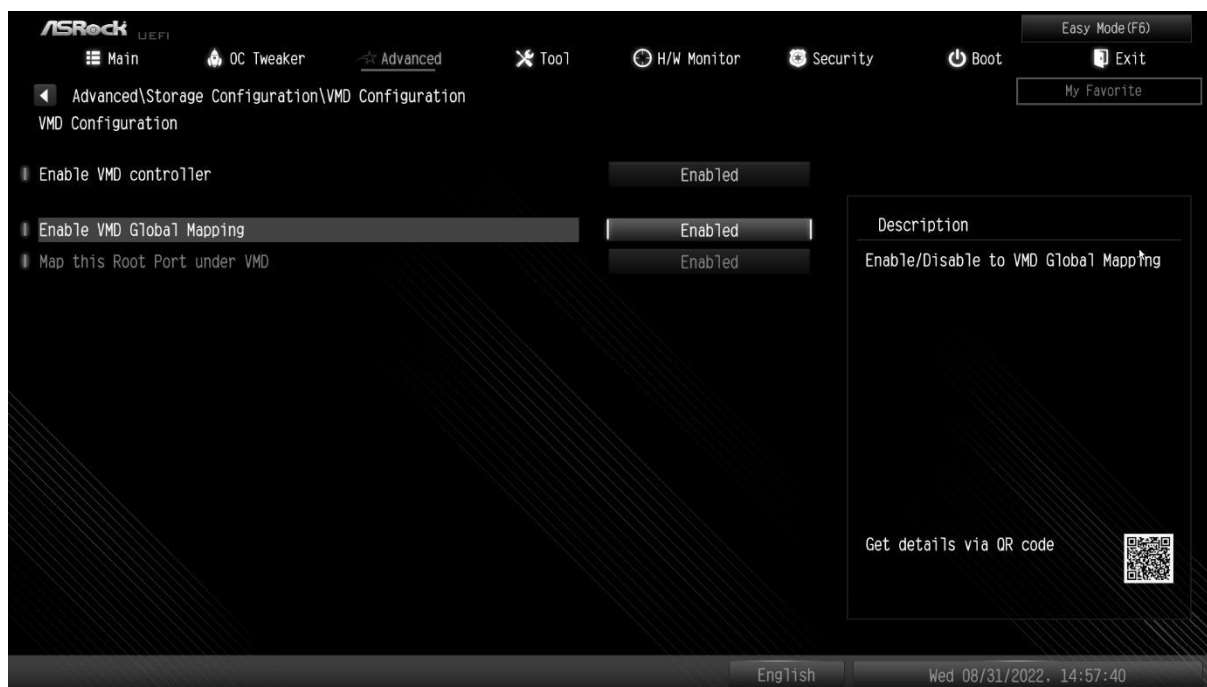 ASRock UEFI
Easy Mode(F6)
Main OC Tweaker Advanced Tool H/W Monitor Security Boot Exit
Advanced\Storage Configuration\VMD Configuration
My Favorite
VMD Configuration
Enable VMD controller Enabled
Enable VMD Global Mapping Enabled
Map this Root Port under VMD Enabled
Description
Enable/Disable to VMD Global Mapping
Get details via QR code
English Wed 08/31/2022. 14:57:40